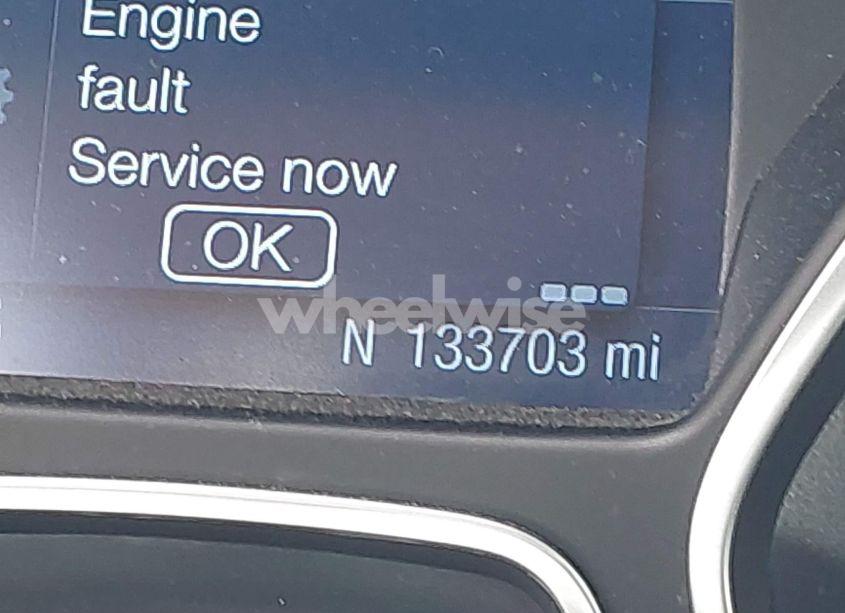 Engine
fault
Service now
OK
wheelwise
N 133703 mi